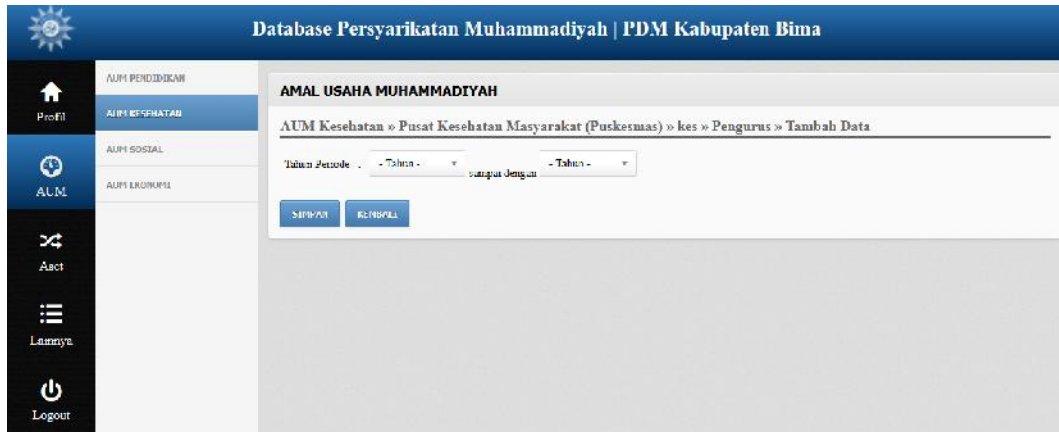 Database Persyarikatan Muhammadiyah | PDM Kabupaten Bima
Profil
AUM
Aset
Lainnya
Logout
AUM PENDIDIKAN
AUM KESEHATAN
AUM SOSIAL
AUM EKONOMI
AMAL USAHA MUHAMMADIYAH
AUM Kesehatan » Pusat Kesehatan Masyarakat (Puskesmas) » kes » Pengurus » Tambah Data
Tahun Periode : - Tahun - sampai dengan - Tahun -
SIMPAN KEMBALI